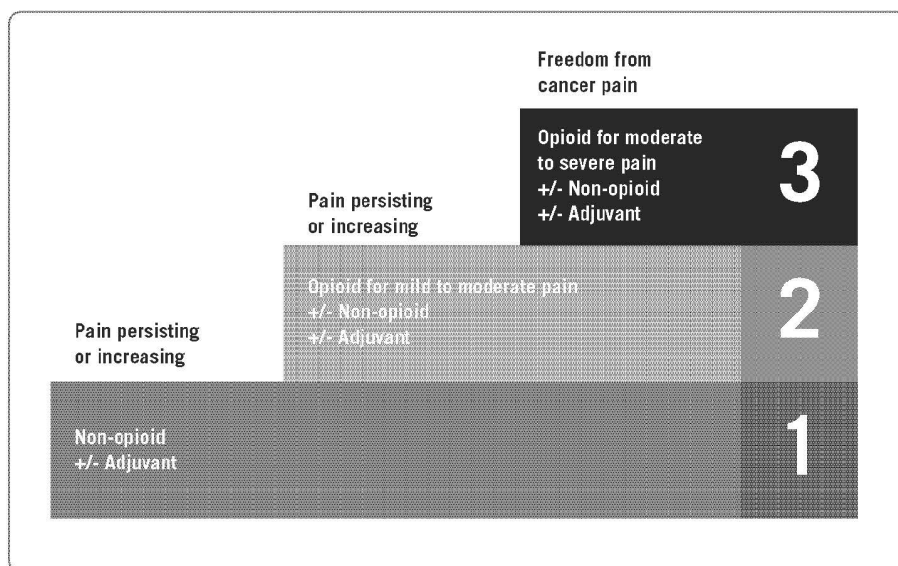 Freedom from
cancer pain
Opioid for moderate
to severe pain
+/- Non-opioid
+/- Adjuvant
3
Pain persisting
or increasing
Opioid for mild to moderate pain
+/- Non-opioid
+/- Adjuvant
2
Pain persisting
or increasing
Non-opioid
+/- Adjuvant
1